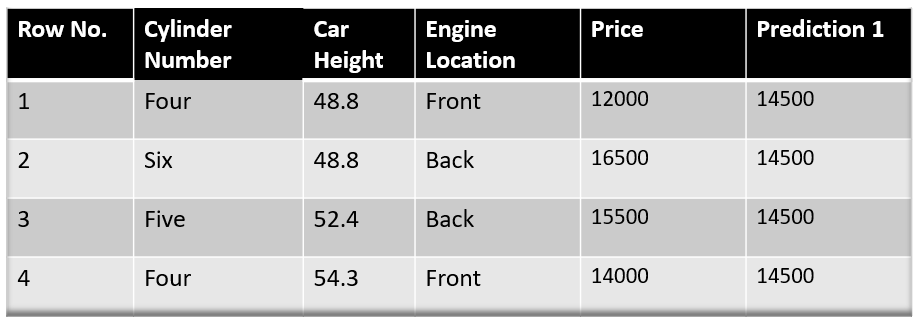 Row No. Cylinder Number Car Height Engine Location Price Prediction 1
1 Four 48.8 Front 12000 14500
2 Six 48.8 Back 16500 14500
3 Five 52.4 Back 15500 14500
4 Four 54.3 Front 14000 14500